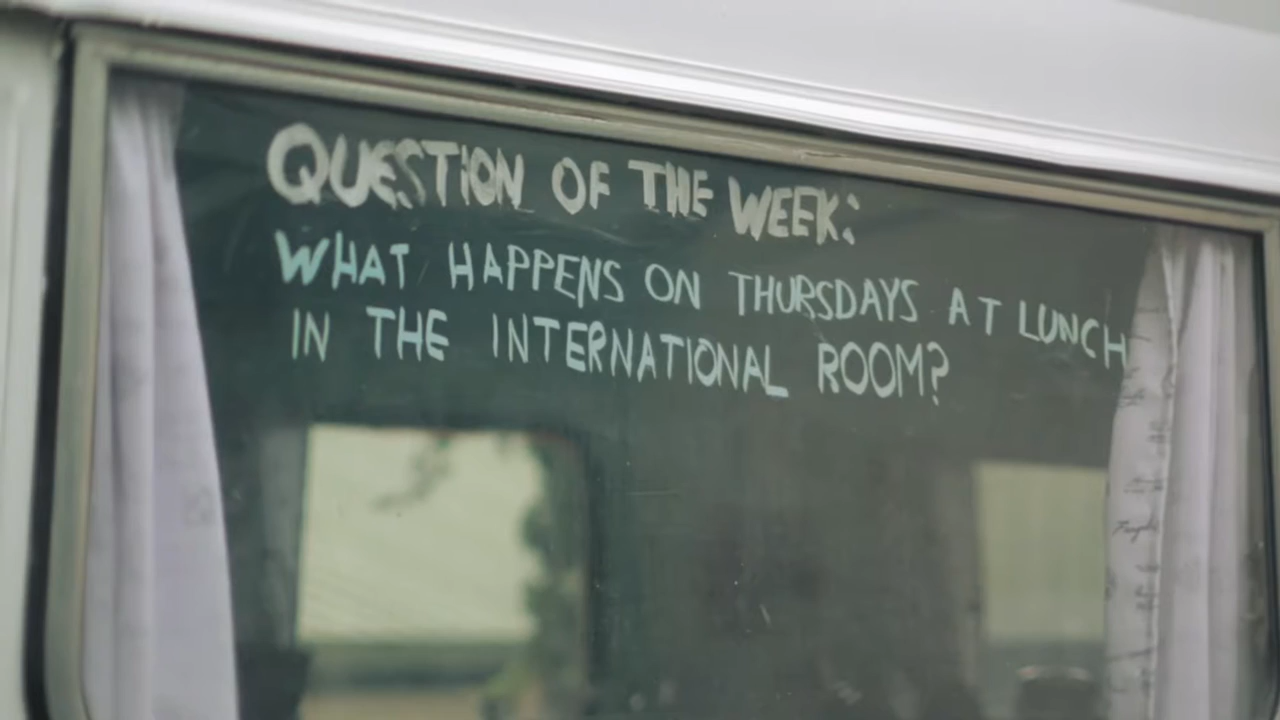 QUESTION OF THE WEEK:
WHAT HAPPENS ON THURSDAYS AT LUNCH
IN THE INTERNATIONAL ROOM?